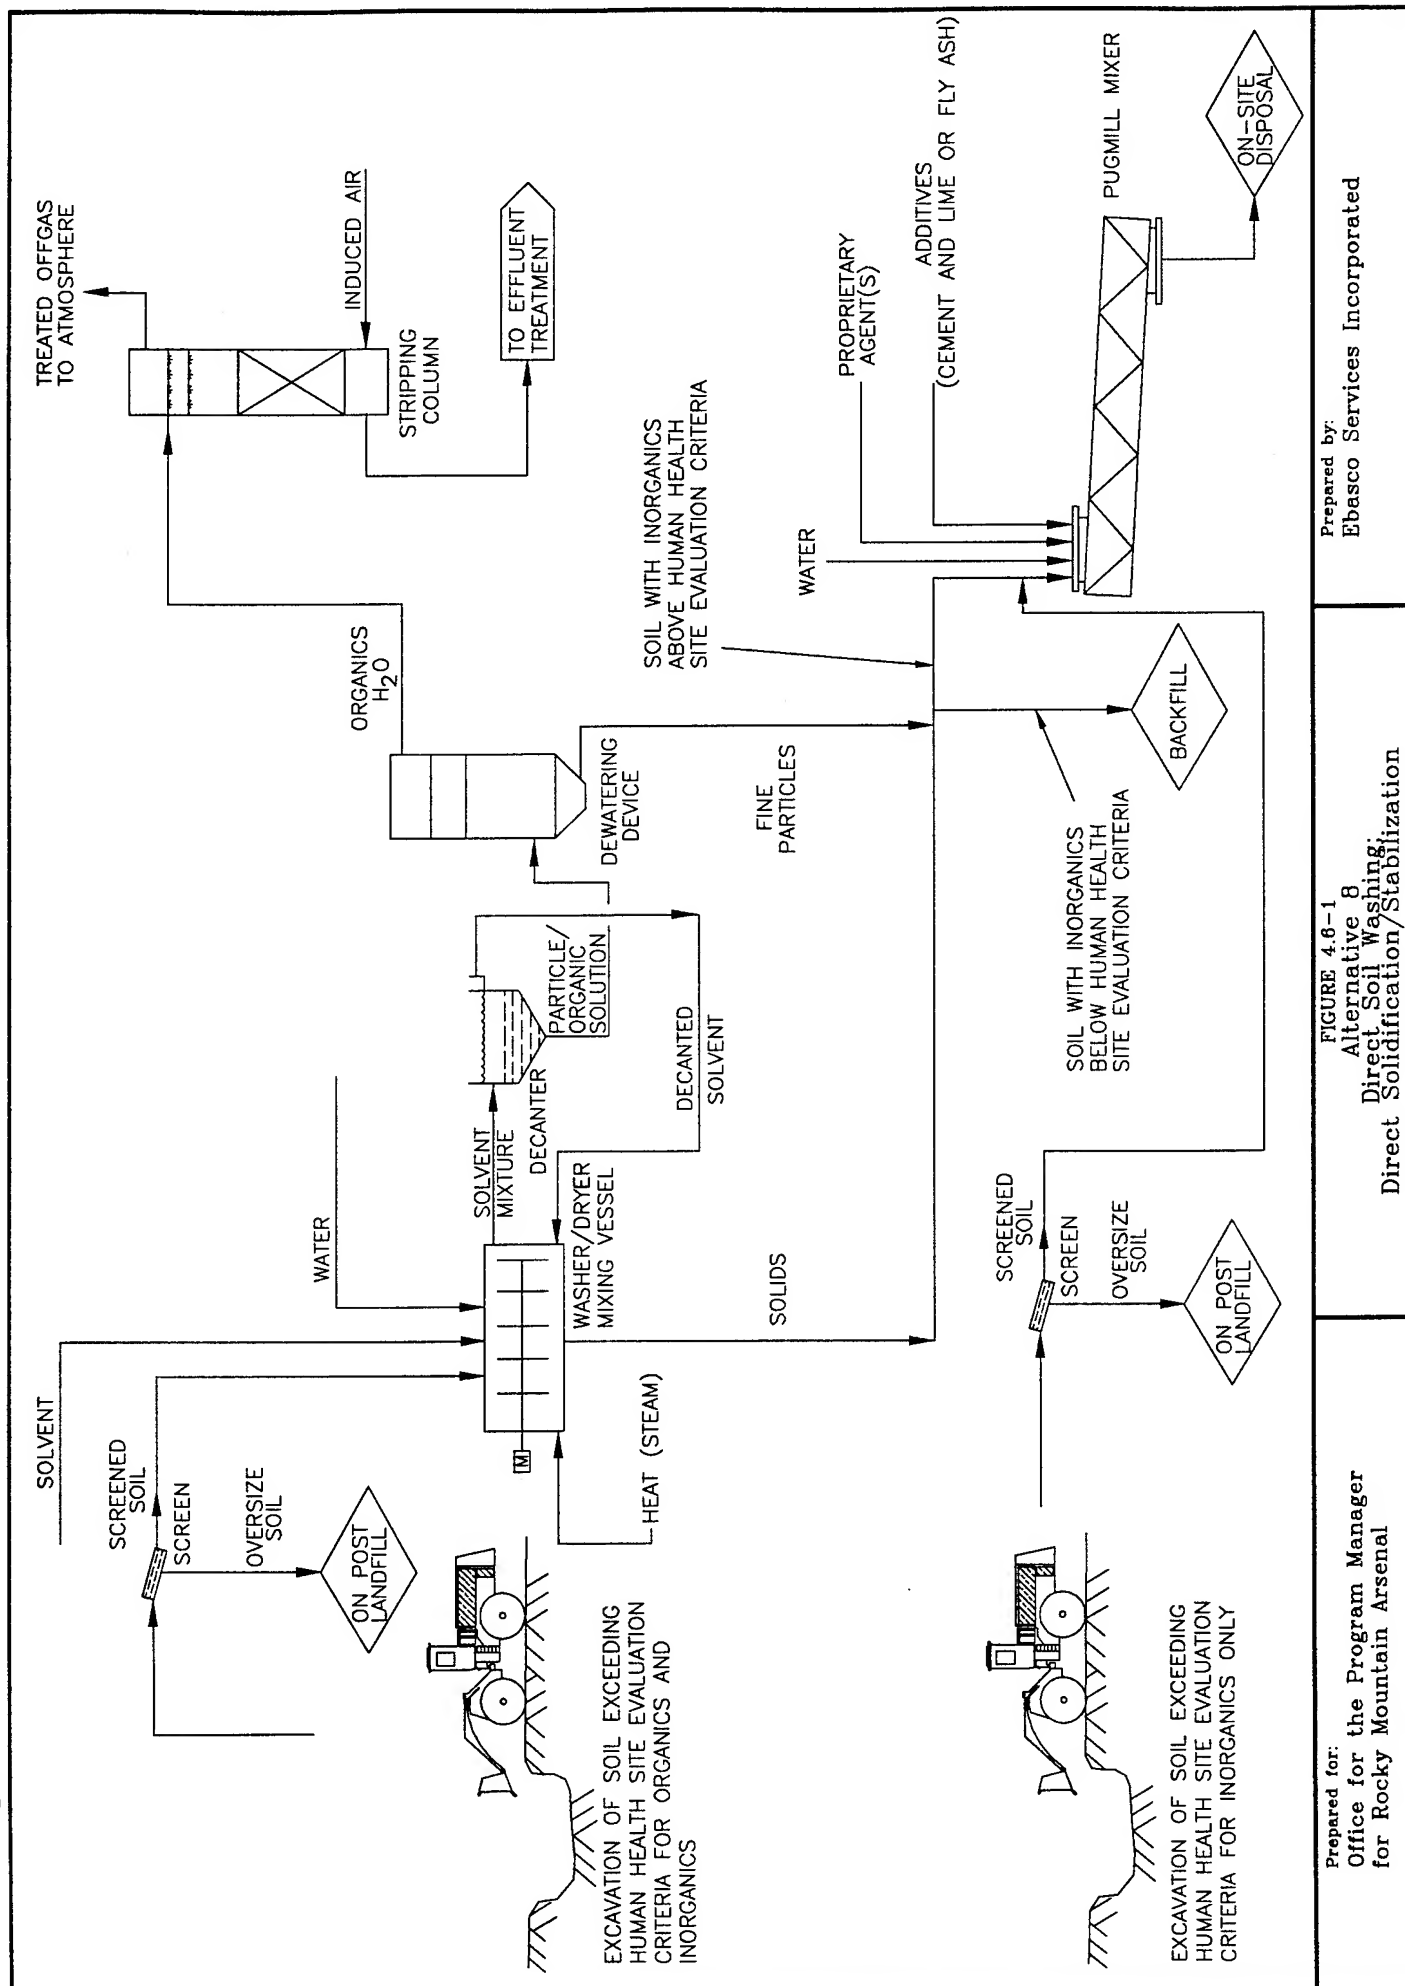 SOLVENT
SCREENED
SOIL
SCREEN
OVERSIZE
SOIL
ON POST
LANDFILL
WATER
M
HEAT (STEAM)
WASHER/DRYER
MIXING VESSEL
SOLVENT
MIXTURE
DECANTER
PARTICLE/
ORGANIC
SOLUTION
DECANTED
SOLVENT
DEWATERING
DEVICE
ORGANICS
H2O
TREATED OFFGAS
TO ATMOSPHERE
INDUCED AIR
STRIPPING
COLUMN
TO EFFLUENT
TREATMENT
EXCAVATION OF SOIL EXCEEDING
HUMAN HEALTH SITE EVALUATION
CRITERIA FOR ORGANICS AND
INORGANICS
SOLIDS
FINE
PARTICLES
SOIL WITH INORGANICS
ABOVE HUMAN HEALTH
SITE EVALUATION CRITERIA
WATER
PROPRIETARY
AGENT(S)
ADDITIVES
(CEMENT AND LIME OR FLY ASH)
PUGMILL MIXER
ON-SITE
DISPOSAL
SOIL WITH INORGANICS
BELOW HUMAN HEALTH
SITE EVALUATION CRITERIA
BACKFILL
SCREENED
SOIL
SCREEN
OVERSIZE
SOIL
ON POST
LANDFILL
EXCAVATION OF SOIL EXCEEDING
HUMAN HEALTH SITE EVALUATION
CRITERIA FOR INORGANICS ONLY
Prepared for:
Office for the Program Manager
for Rocky Mountain Arsenal
FIGURE 4.6-1
Alternative 8
Direct Soil Washing;
Direct Solidification/Stabilization
Prepared by:
Ebasco Services Incorporated